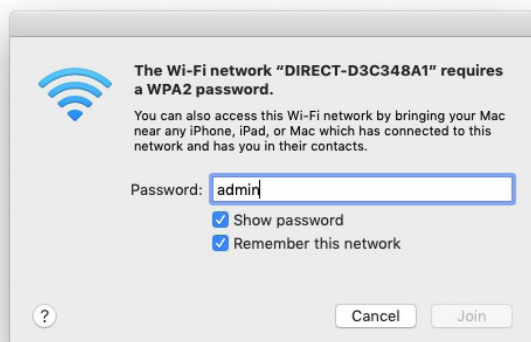 The Wi-Fi network “DIRECT-D3C348A1” requires
a WPA2 password.
You can also access this Wi-Fi network by bringing your Mac
near any iPhone, iPad, or Mac which has connected to this
network and has you in their contacts.
Password: admin
Show password
Remember this network
? Cancel Join